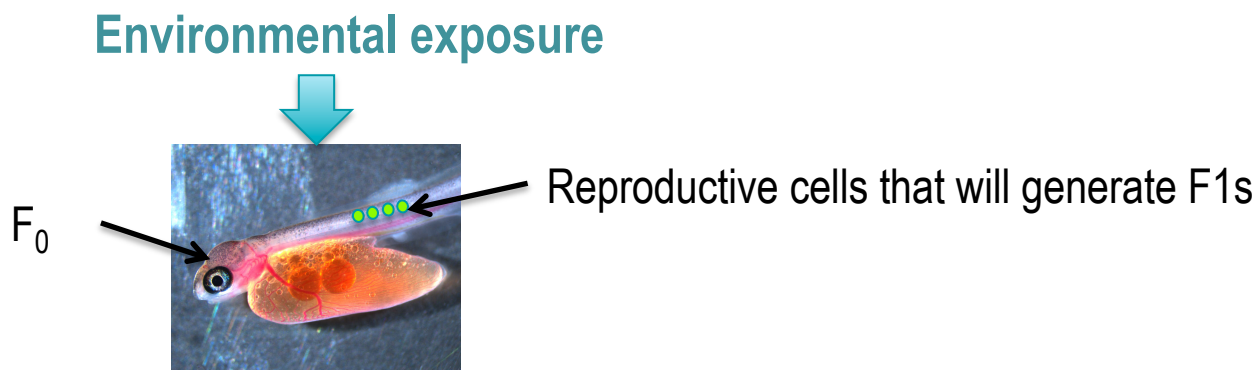 Environmental exposure
Reproductive cells that will generate F1s
F₀